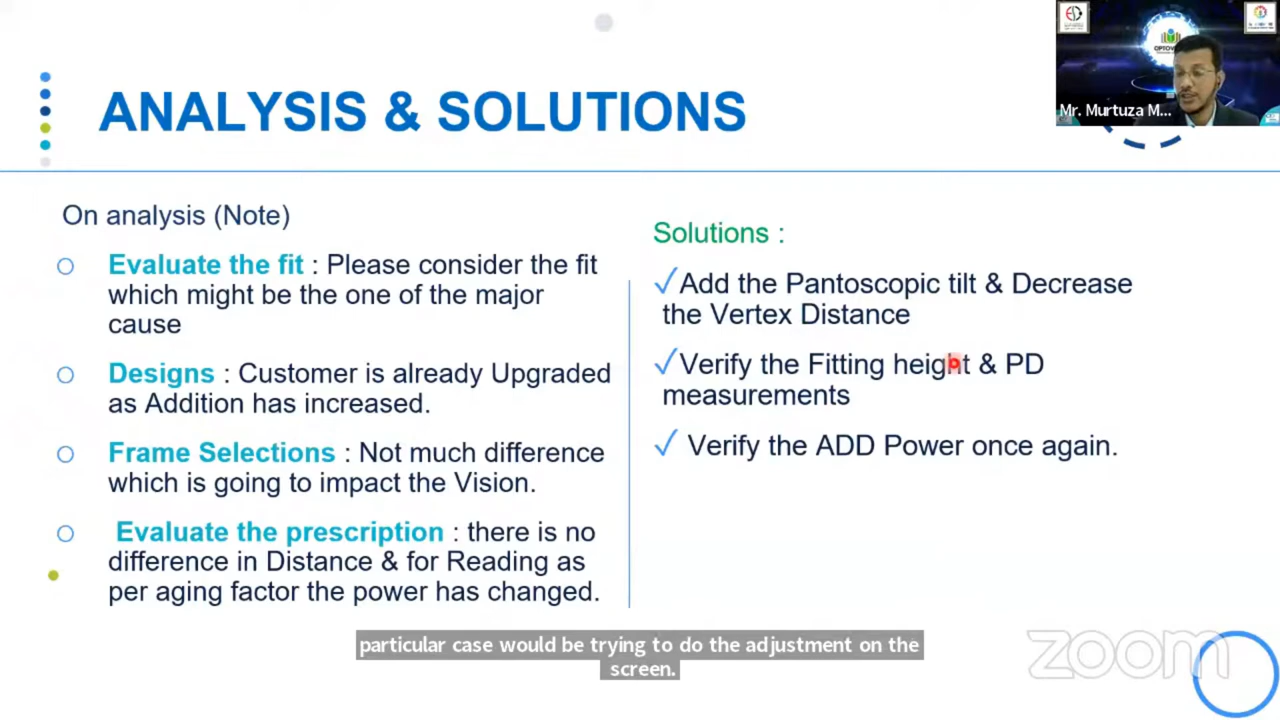 ANALYSIS & SOLUTIONS
Mr. Murtuza M...
On analysis (Note)
Evaluate the fit : Please consider the fit
which might be the one of the major
cause
Designs : Customer is already Upgraded
as Addition has increased.
Frame Selections : Not much difference
which is going to impact the Vision.
Evaluate the prescription : there is no
difference in Distance & for Reading as
per aging factor the power has changed.
Solutions :
✓Add the Pantoscopic tilt & Decrease
the Vertex Distance
✓Verify the Fitting height & PD
measurements
✓ Verify the ADD Power once again.
particular case would be trying to do the adjustment on the
screen.
zoom